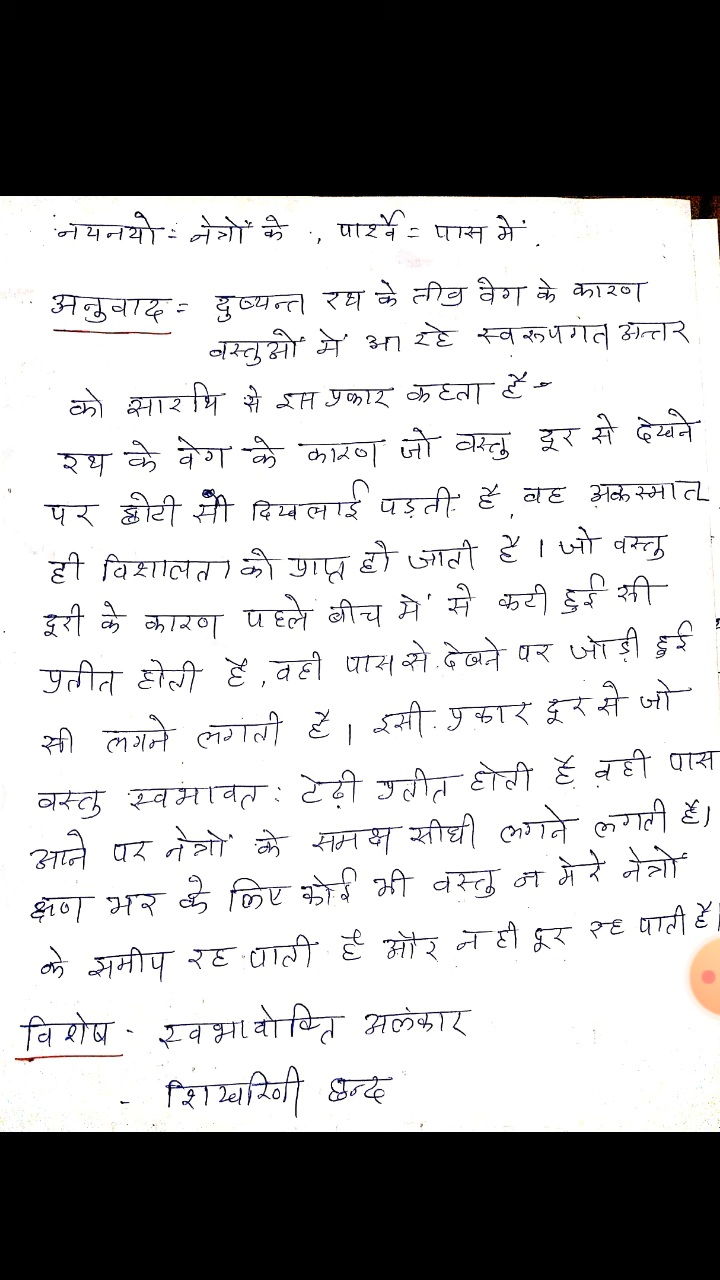 नयनयो = नेत्रों के , पार्श्वे = पास में.
अनुवाद = दुष्यन्त रथ के तीव्र वेग के कारण
वस्तुओं में आ रहे स्वरूपगत अन्तर
को सारथि से इस प्रकार कहता है -
रथ के वेग के कारण जो वस्तु दूर से देखने
पर छोटी सी दिखलाई पड़ती है, वह अकस्मात
ही विशालता को प्राप्त हो जाती है । जो वस्तु
दूरी के कारण पहले बीच में से कटी हुई सी
प्रतीत होती है, वही पास से देखने पर जोड़ी हुई
सी लगने लगती है । इसी प्रकार दूर से जो
वस्तु स्वभावत: टेढ़ी प्रतीत होती है वही पास
आने पर नेत्रों के समक्ष सीधी लगने लगती है।
क्षण भर के लिए कोई भी वस्तु न मेरे नेत्रों
के समीप रह पाती है और न ही दूर रह पाती है।
विशेष - स्वभावोक्ति अलंकार
- शिखरिणी छन्द